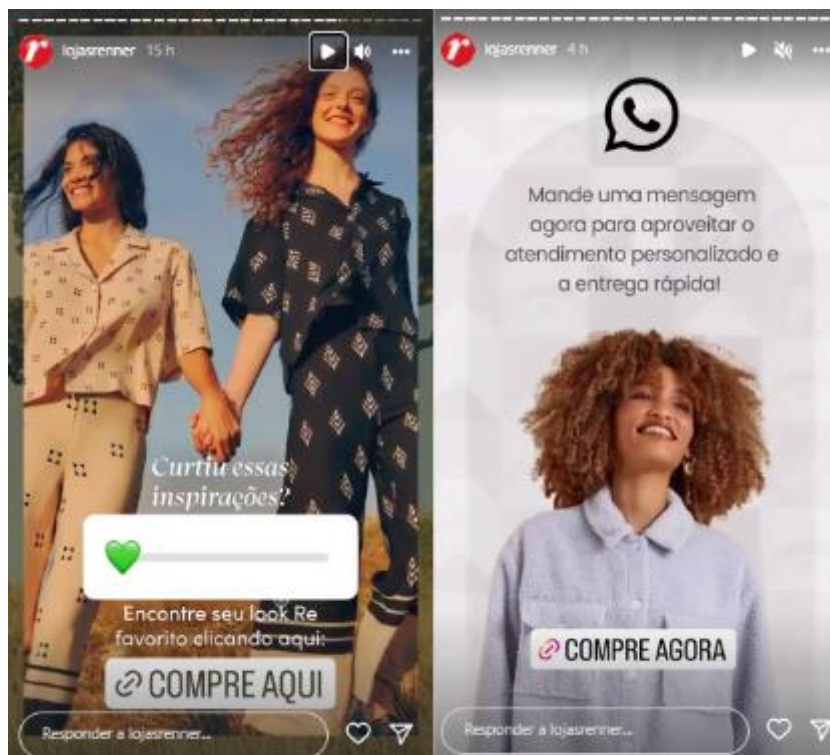 lojasrenner 15 h
Curtiu essas
inspirações?
Encontre seu look Re
favorito clicando aqui:
COMPRE AQUI
Responder a lojasrenner...
lojasrenner 4 h
Mande uma mensagem
agora para aproveitar o
atendimento personalizado e
a entrega rápida!
COMPRE AGORA
Responder a lojasrenner...